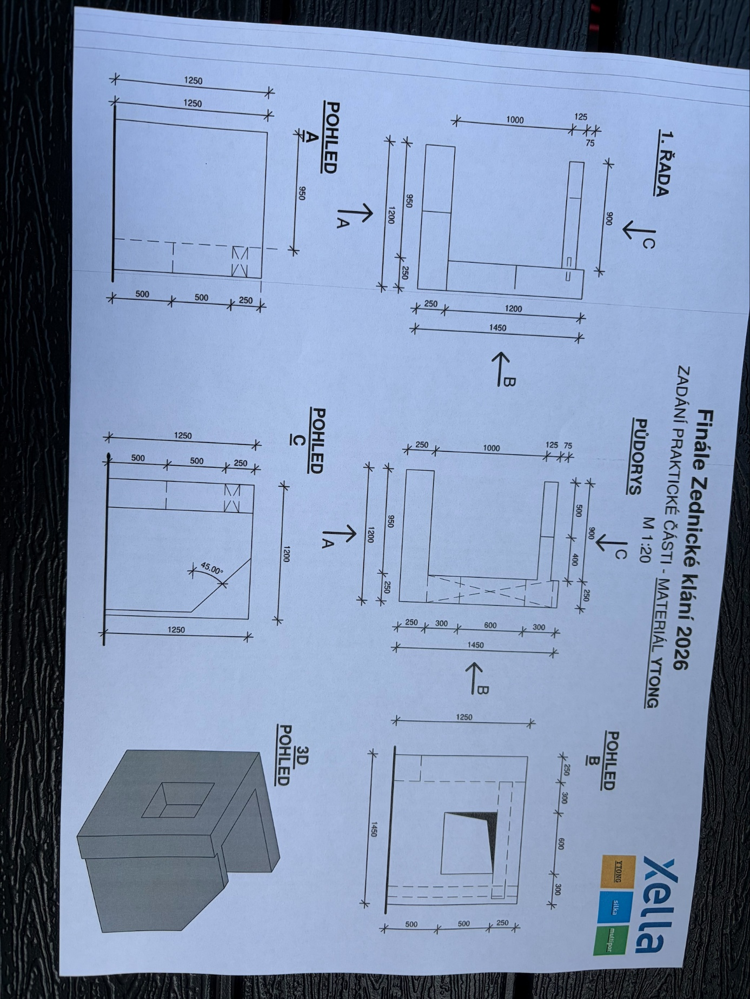 Finále Zednické klání 2026
ZADÁNÍ PRAKTICKÉ ČÁSTI - MATERIÁL YTONG
M 1:20
Xella
YTONG
silka
multipor
1. ŘADA
C
900
75
125
1000
950
250
1200
A
250
1200
1450
B
PŮDORYS
C
900
250
500
400
75
125
1000
250
950
250
1200
A
250
300
600
300
1450
B
POHLED
B
250
300
600
300
1250
1450
500
500
250
POHLED
A
950
1250
1250
500
500
250
POHLED
C
1200
1250
500
500
250
45.00°
1250
3D
POHLED